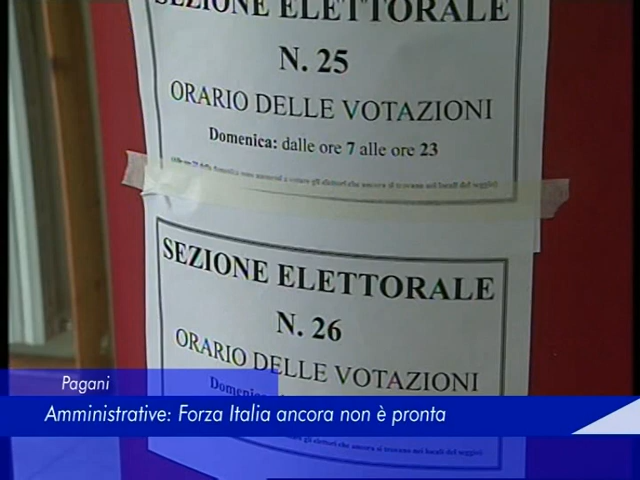 SEZIONE ELETTORALE
N. 25
ORARIO DELLE VOTAZIONI
Domenica: dalle ore 7 alle ore 23
SEZIONE ELETTORALE
N. 26
ORARIO DELLE VOTAZIONI
Pagani
Amministrative: Forza Italia ancora non è pronta